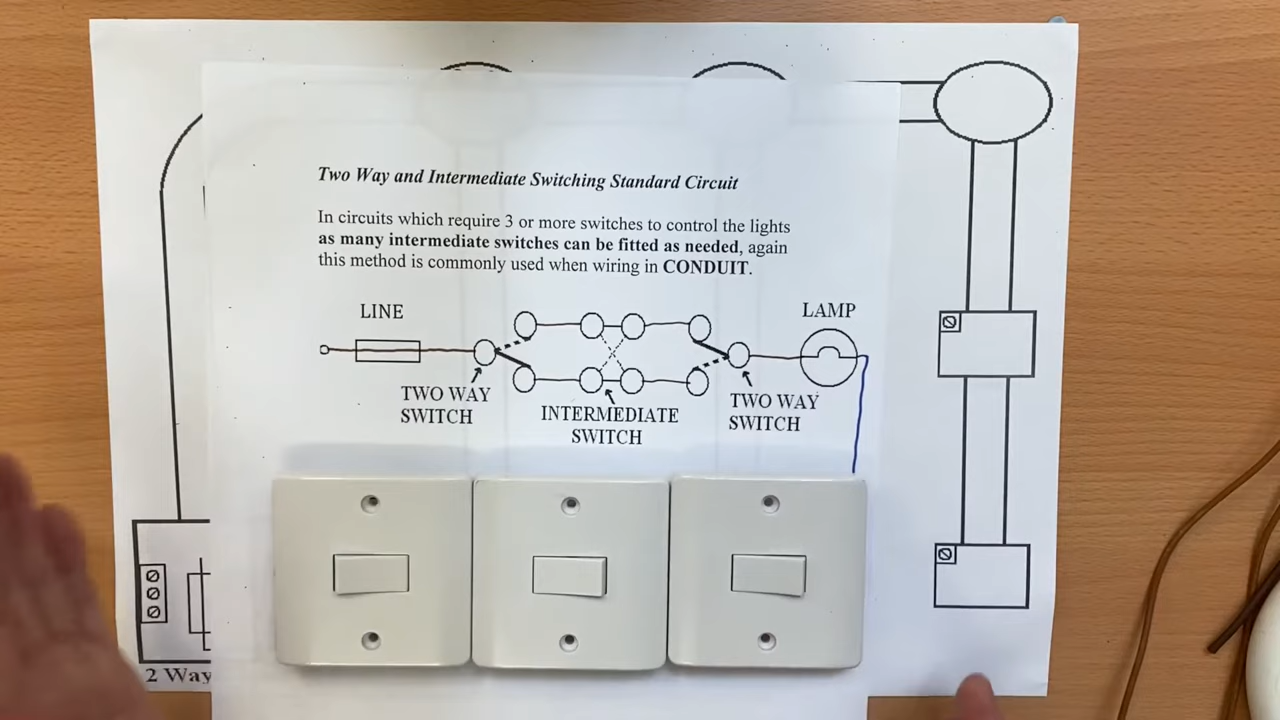 Two Way and Intermediate Switching Standard Circuit
In circuits which require 3 or more switches to control the lights
as many intermediate switches can be fitted as needed, again
this method is commonly used when wiring in CONDUIT.
LINE
LAMP
TWO WAY
SWITCH
INTERMEDIATE
SWITCH
TWO WAY
SWITCH
2 Way